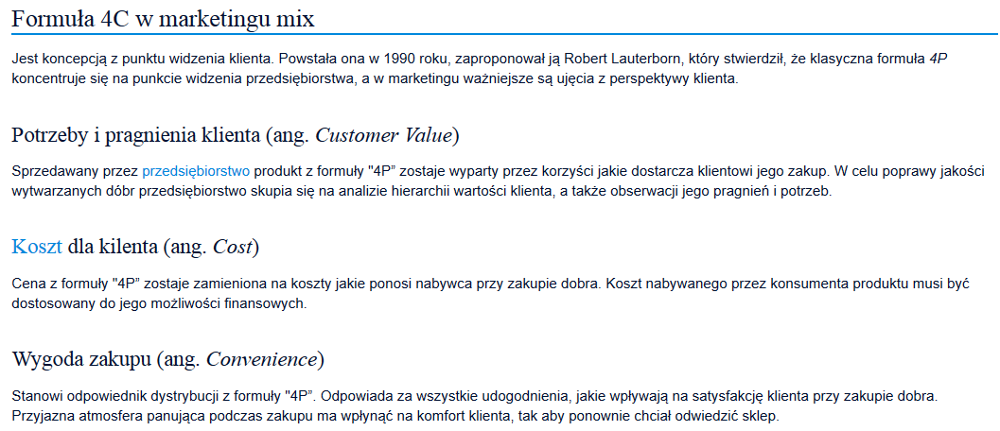 Formuła 4C w marketingu mix
Jest koncepcją z punktu widzenia klienta. Powstała ona w 1990 roku, zaproponował ją Robert Lauterborn, który stwierdził, że klasyczna formuła 4P
koncentruje się na punkcie widzenia przedsiębiorstwa, a w marketingu ważniejsze są ujęcia z perspektywy klienta.
Potrzeby i pragnienia klienta (ang. Customer Value)
Sprzedawany przez przedsiębiorstwo produkt z formuły "4P” zostaje wyparty przez korzyści jakie dostarcza klientowi jego zakup. W celu poprawy jakości
wytwarzanych dóbr przedsiębiorstwo skupia się na analizie hierarchii wartości klienta, a także obserwacji jego pragnień i potrzeb.
Koszt dla kilenta (ang. Cost)
Cena z formuły "4P” zostaje zamieniona na koszty jakie ponosi nabywca przy zakupie dobra. Koszt nabywanego przez konsumenta produktu musi być
dostosowany do jego możliwości finansowych.
Wygoda zakupu (ang. Convenience)
Stanowi odpowiednik dystrybucji z formuły "4P”. Odpowiada za wszystkie udogodnienia, jakie wpływają na satysfakcję klienta przy zakupie dobra.
Przyjazna atmosfera panująca podczas zakupu ma wpłynąć na komfort klienta, tak aby ponownie chciał odwiedzić sklep.